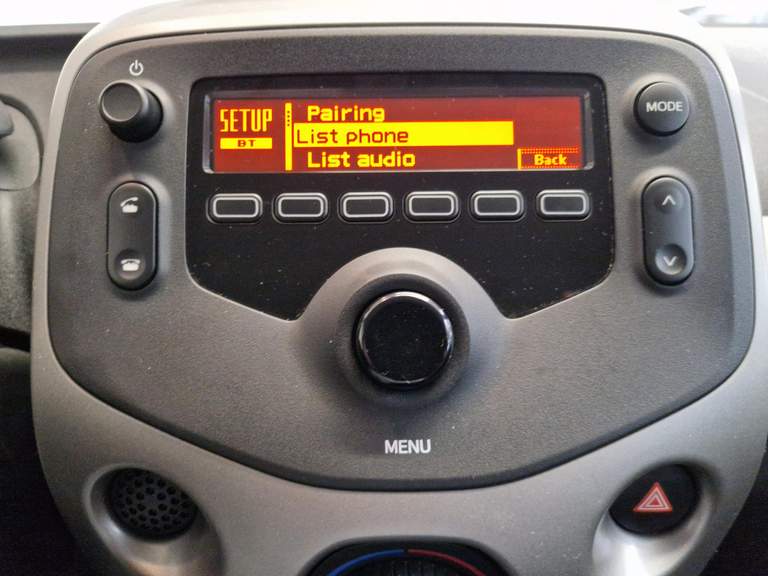 SETUP
BT
Pairing
List phone
List audio
Back
MODE
MENU